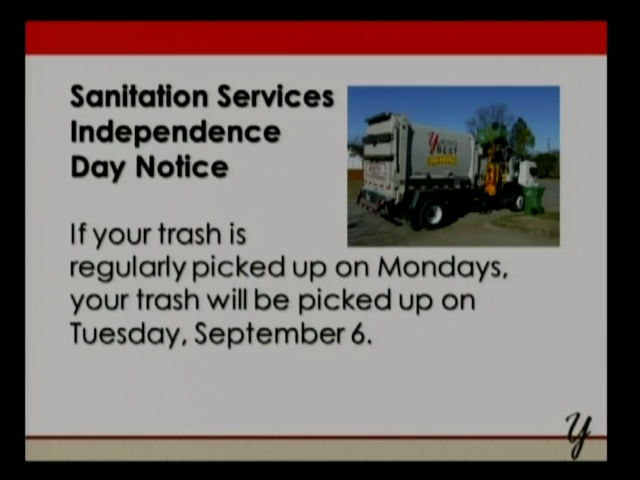 Sanitation Services
Independence
Day Notice
If your trash is
regularly picked up on Mondays,
your trash will be picked up on
Tuesday, September 6.
BEST
y